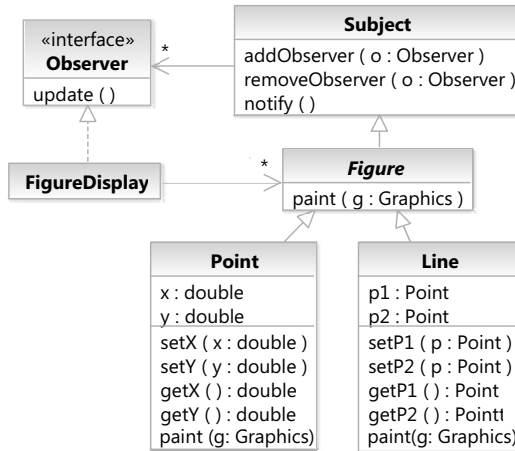 «interface»
Observer
update ( )
*
Subject
addObserver ( o : Observer )
removeObserver ( o : Observer )
notify ( )
FigureDisplay
*
Figure
paint ( g : Graphics )
Point
x : double
y : double
setX ( x : double )
setY ( y : double )
getX ( ) : double
getY ( ) : double
paint (g: Graphics)
Line
p1 : Point
p2 : Point
setP1 ( p : Point )
setP2 ( p : Point )
getP1 ( ) : Point
getP2 ( ) : Pointt
paint(g: Graphics)